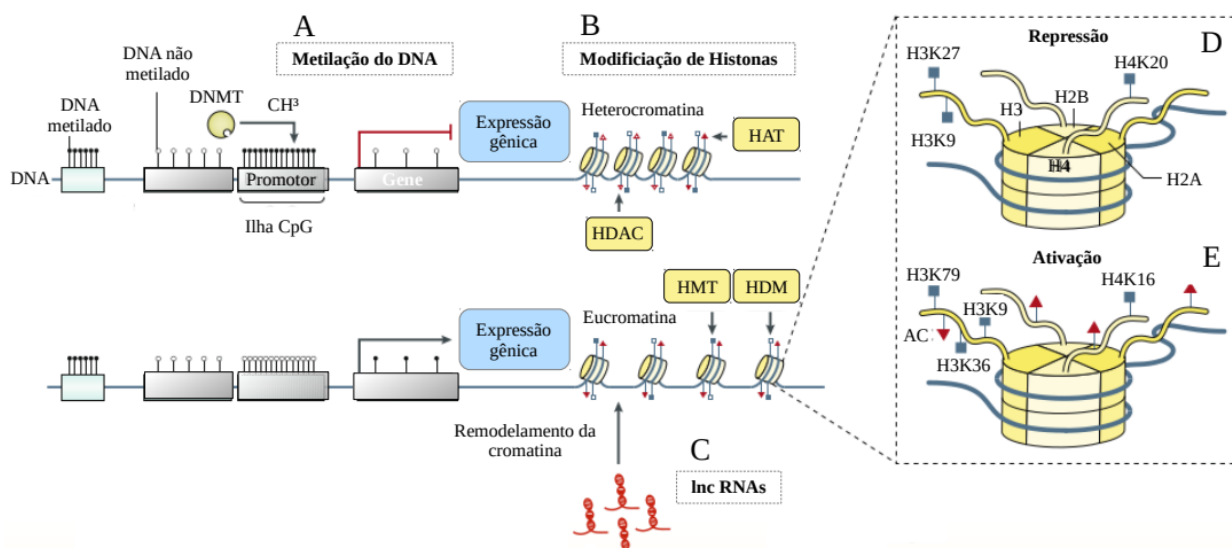 A
Metilação do DNA
DNA não
metilado
DNMT
CH³
DNA
metilado
DNA
Promotor
Gene
Ilha CpG
Expressão
gênica
B
Modificiação de Histonas
Heterocromatina
HAT
HDAC
HMT
HDM
Expressão
gênica
Eucromatina
Remodelamento da
cromatina
C
lnc RNAs
Repressão
D
H3K27
H4K20
H2B
H3
H3K9
H4
H2A
Ativação
E
H3K79
H4K16
H3K9
AC
H3K36